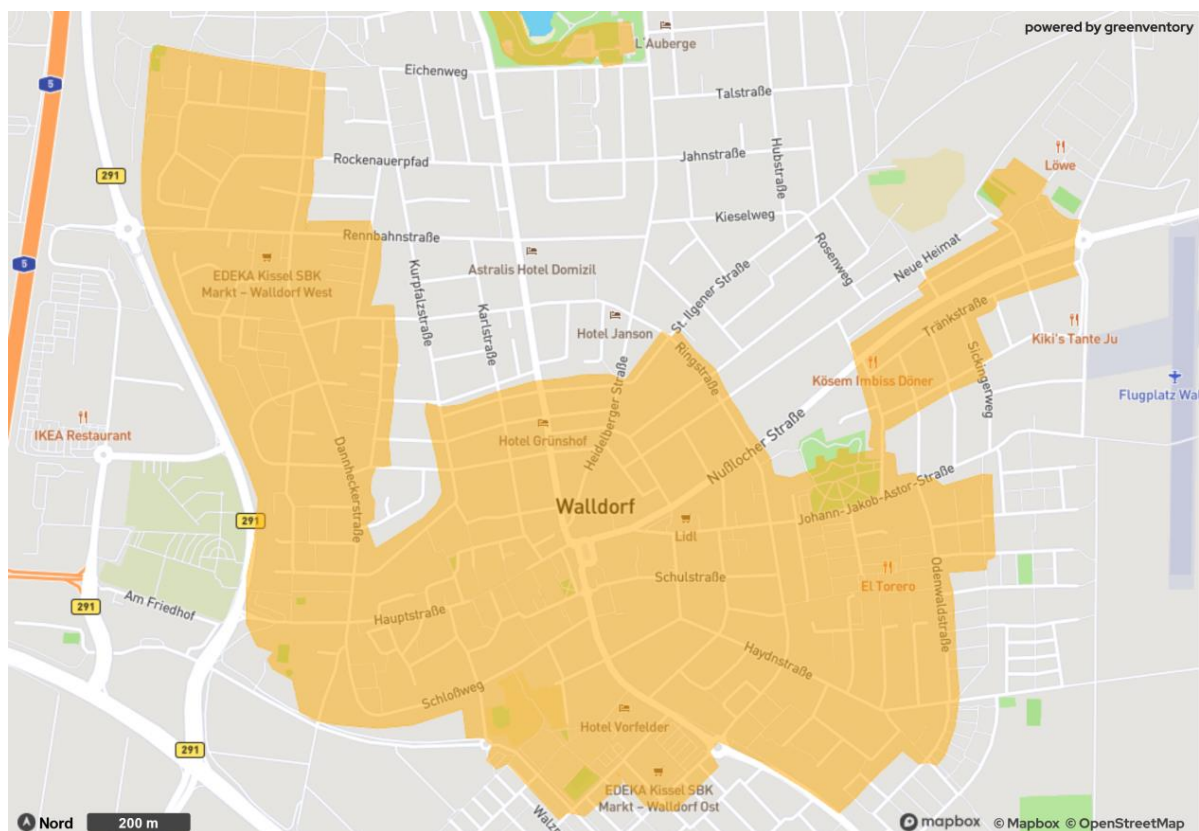 powered by greenventory
L'Auberge
Eichenweg
5
Talstraße
Hubstraße
Rockenauerpfad
Jahnstraße
Löwe
291
Kieselweg
Rosenweg
Rennbahnstraße
Neue Heimat
Astralis Hotel Domizil
5
EDEKA Kissel SBK
Markt – Walldorf West
Kurpfalzstraße
Karlstraße
St. Ilgener Straße
Hotel Janson
Tränkstraße
Kiki's Tante Ju
Ringstraße
Sickingerweg
Kösem Imbiss Döner
Flugplatz Wal
Heidelberger Straße
IKEA Restaurant
Hotel Grünshof
Dannheckerstraße
Nußlocher Straße
Walldorf
Johann-Jakob-Astor-Straße
291
Lidl
Schulstraße
El Torero
Odenwaldstraße
Am Friedhof
291
Hauptstraße
Haydnstraße
Schloßweg
Hotel Vorfelder
291
EDEKA Kissel SBK
Markt – Walldorf Ost
Walzr
Nord
200 m
mapbox © Mapbox © OpenStreetMap